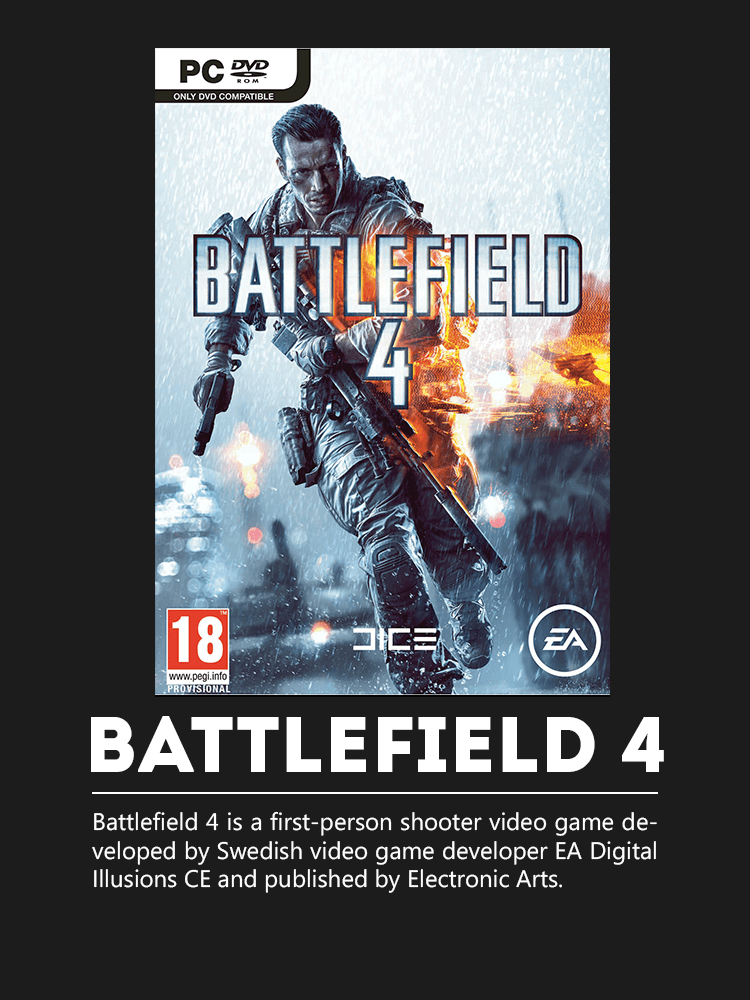 PC DVD
ROM
ONLY DVD COMPATIBLE
BATTLEFIELD
4
18
www.pegi.info
PROVISIONAL
DICE
EA
BATTLEFIELD 4
Battlefield 4 is a first-person shooter video game de-
veloped by Swedish video game developer EA Digital
Illusions CE and published by Electronic Arts.